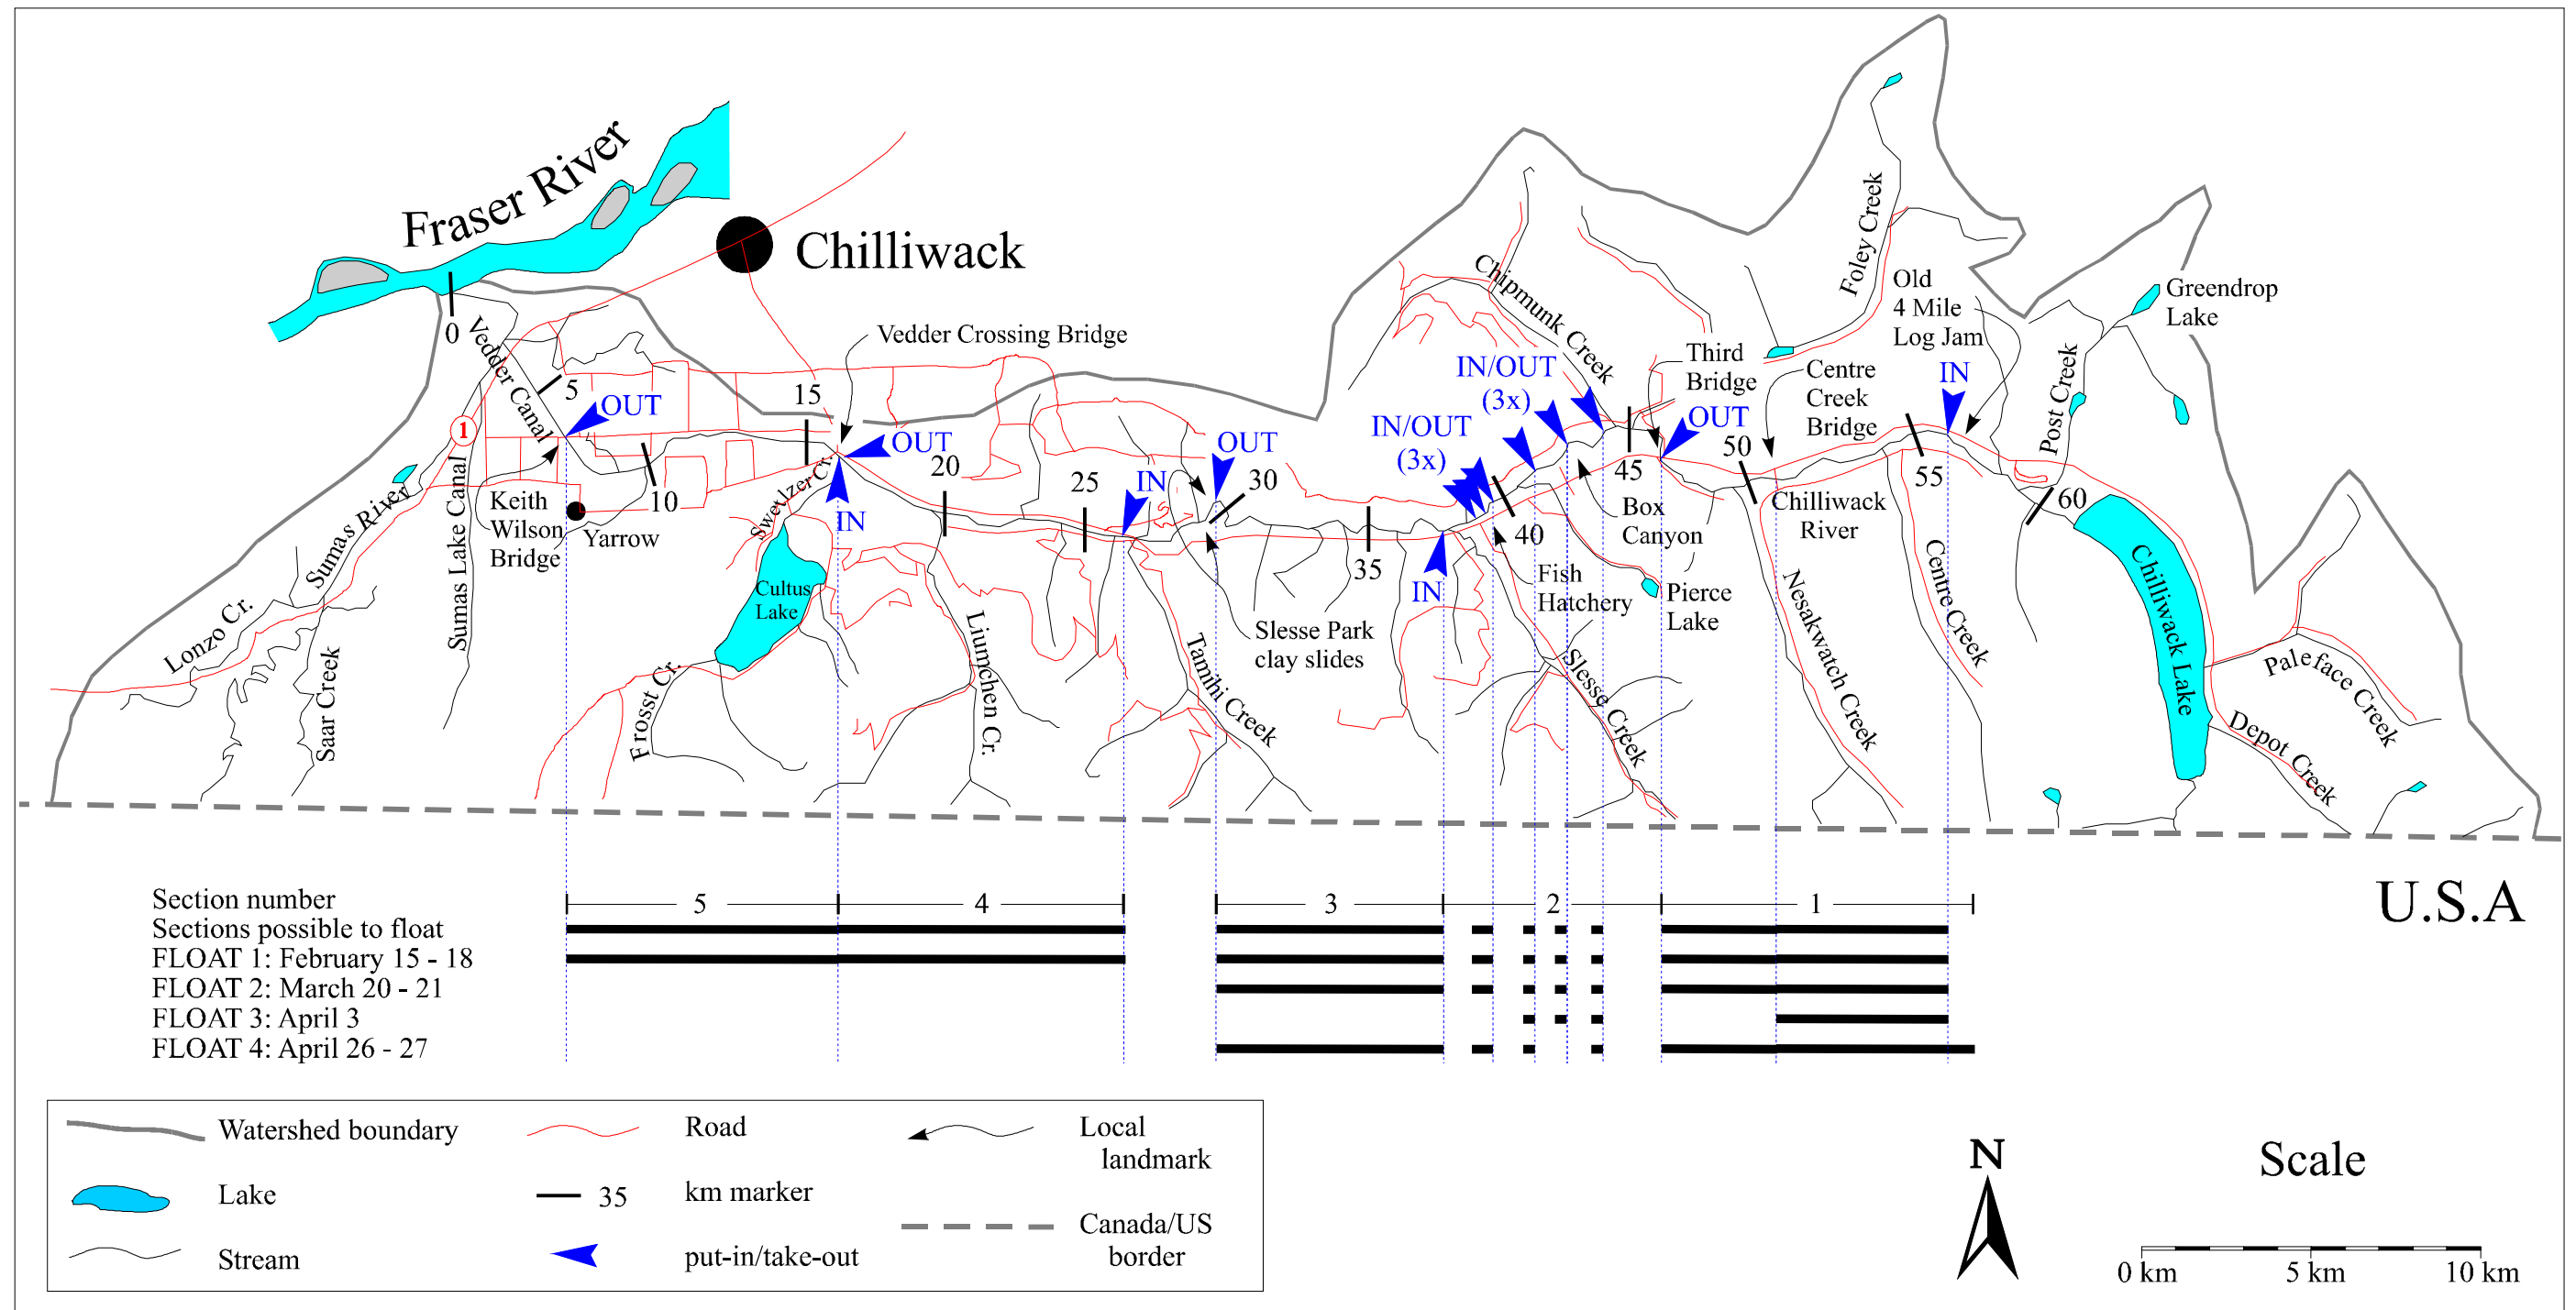 Fraser River
Chilliwack
0
Vedder Canal
5
OUT
1
Keith
Wilson
Bridge
Yarrow
10
15
Vedder Crossing Bridge
OUT
IN
Swetlzer Cr.
Cultus
Lake
20
25
IN
OUT
30
Slesse Park
clay slides
35
IN
IN/OUT
(3x)
IN/OUT
(3x)
40
Fish
Hatchery
Box
Canyon
Pierce
Lake
45
Third
Bridge
OUT
50
Centre
Creek
Bridge
Chilliwack
River
Old
4 Mile
Log Jam
IN
55
60
Greendrop
Lake
Post Creek
Foley Creek
Chipmunk Creek
Sumas River
Sumas Lake Canal
Lonzo Cr.
Saar Creek
Frosst Cr.
Liumchen Cr.
Tamihi Creek
Slesse Creek
Nesakwatch Creek
Centre Creek
Chilliwack Lake
Paleface Creek
Depot Creek
U.S.A
Section number 5 4 3 2 1
Sections possible to float
FLOAT 1: February 15 - 18
FLOAT 2: March 20 - 21
FLOAT 3: April 3
FLOAT 4: April 26 - 27
Watershed boundary
Lake
Stream
Road
35 km marker
put-in/take-out
Local
landmark
Canada/US
border
N
Scale
0 km 5 km 10 km